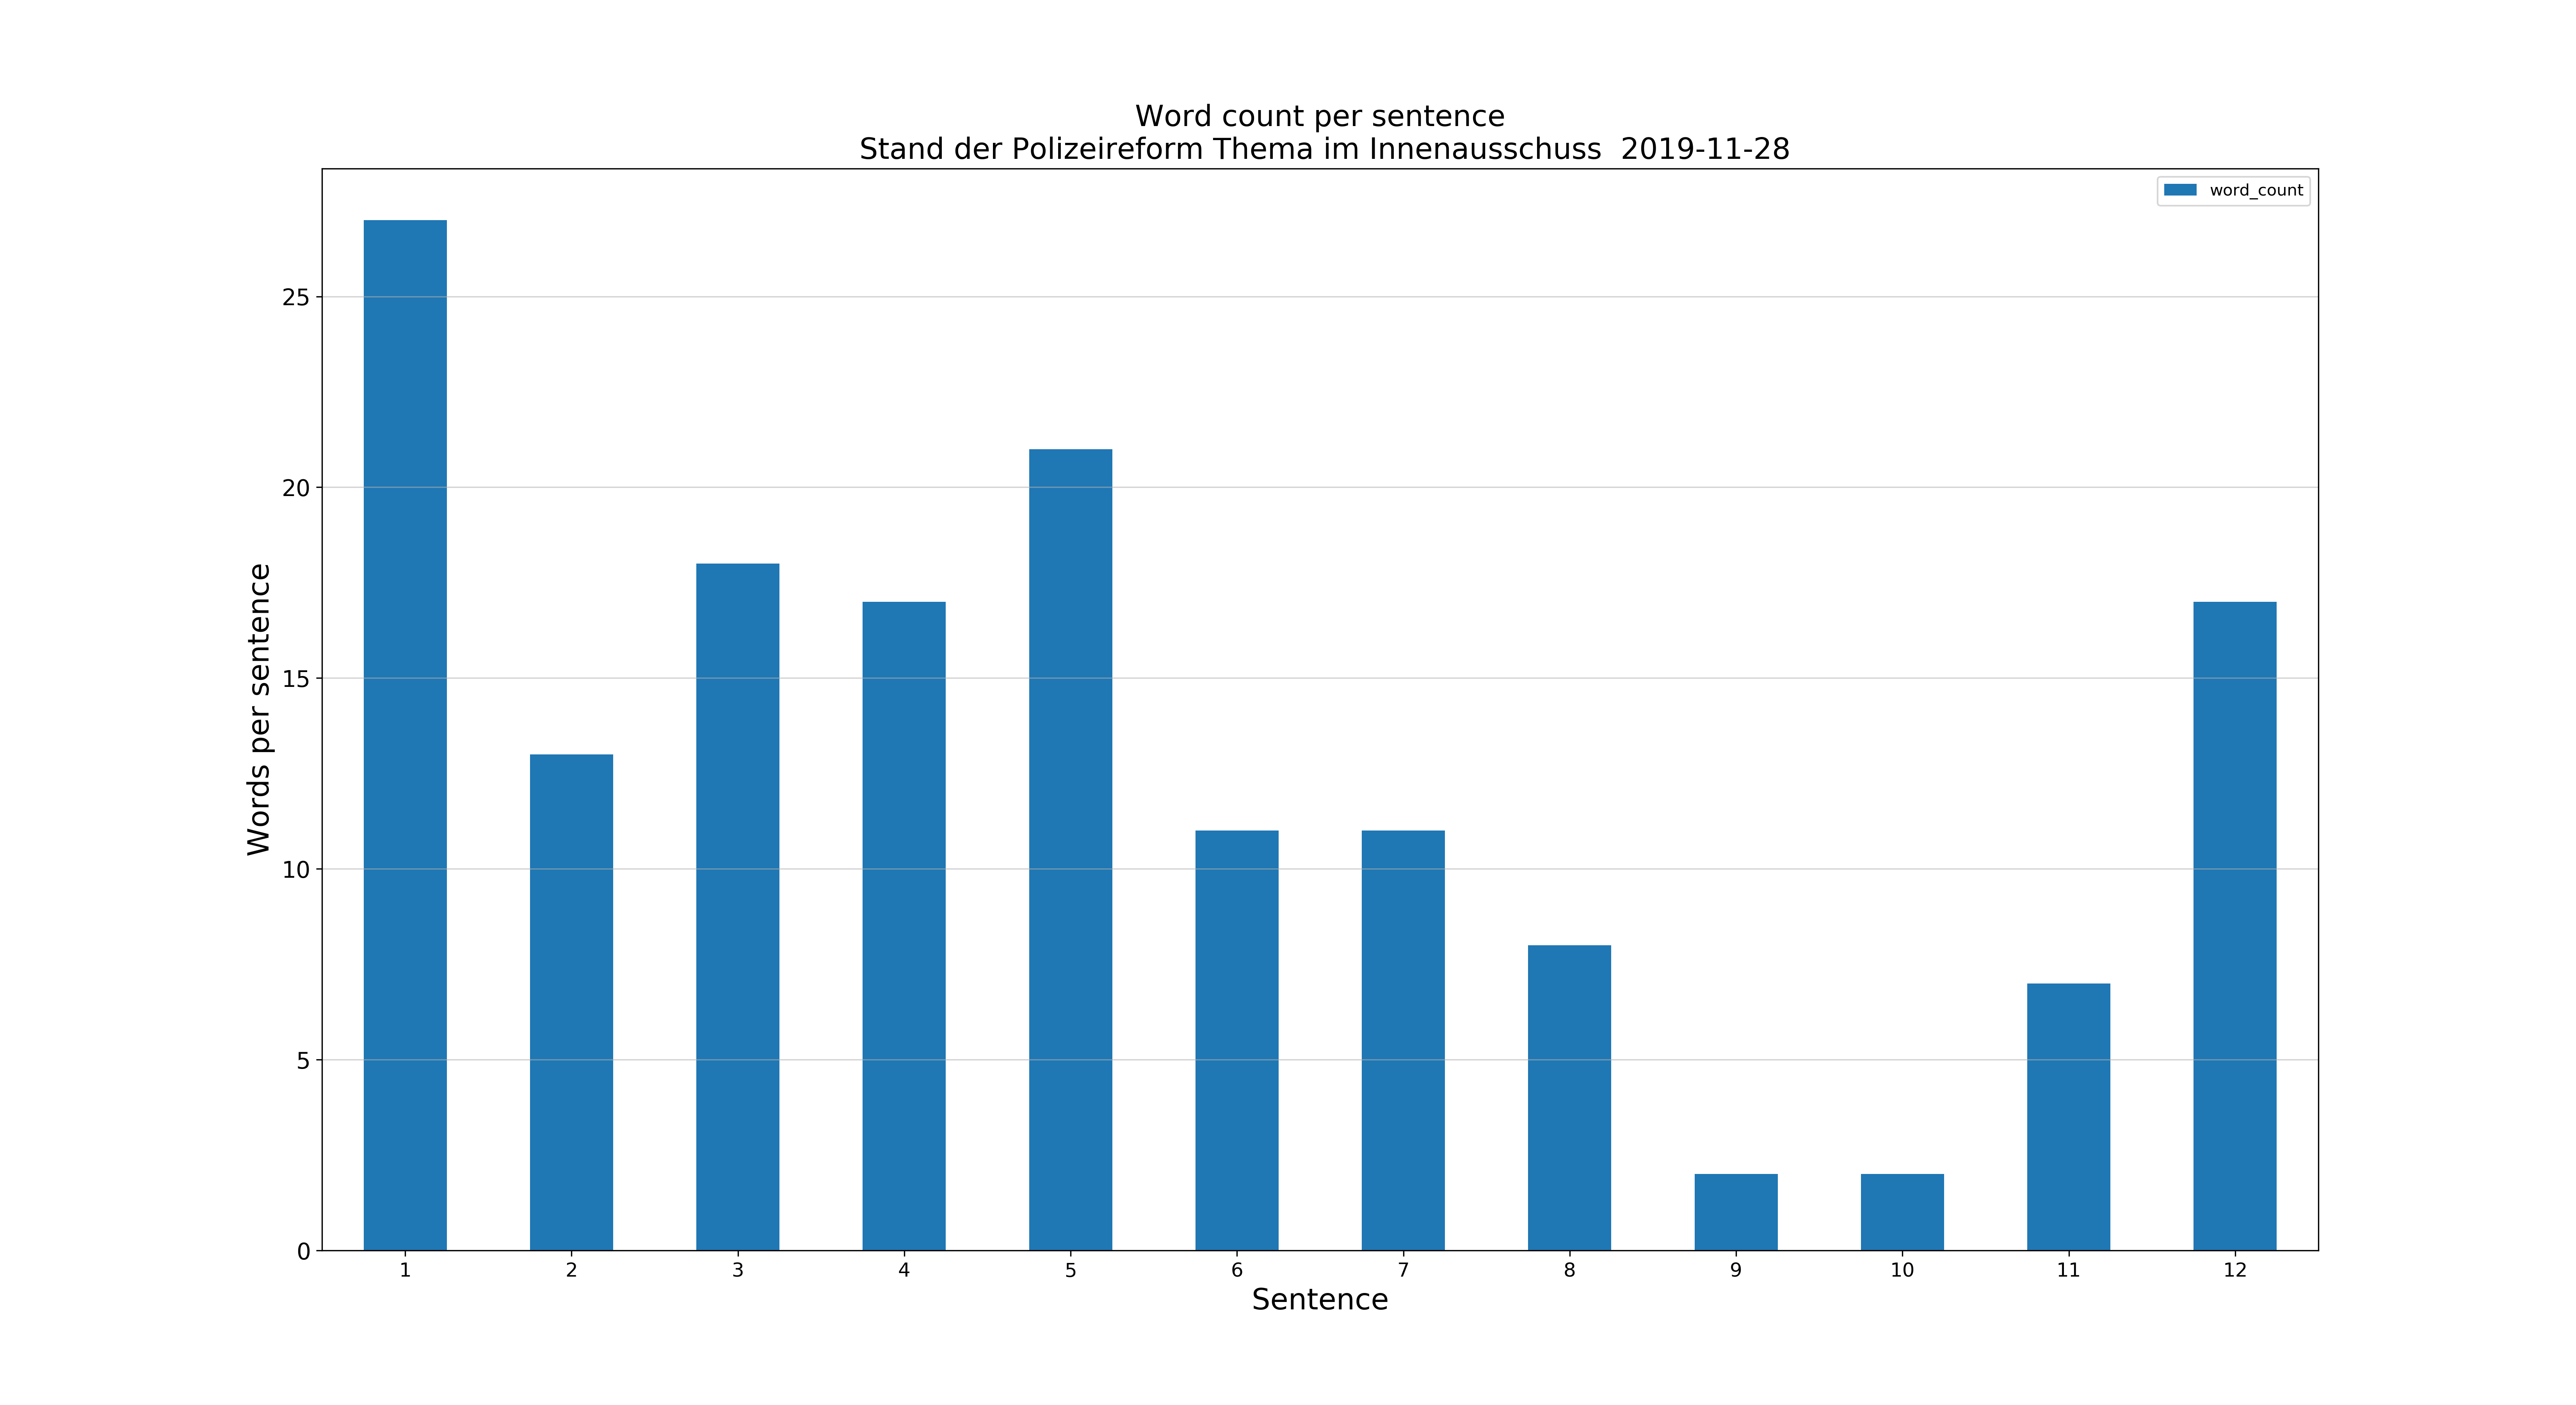 Word count per sentence
Stand der Polizeireform Thema im Innenausschuss  2019-11-28
word_count
Words per sentence
25
20
15
10
5
0
1 2 3 4 5 6 7 8 9 10 11 12
Sentence